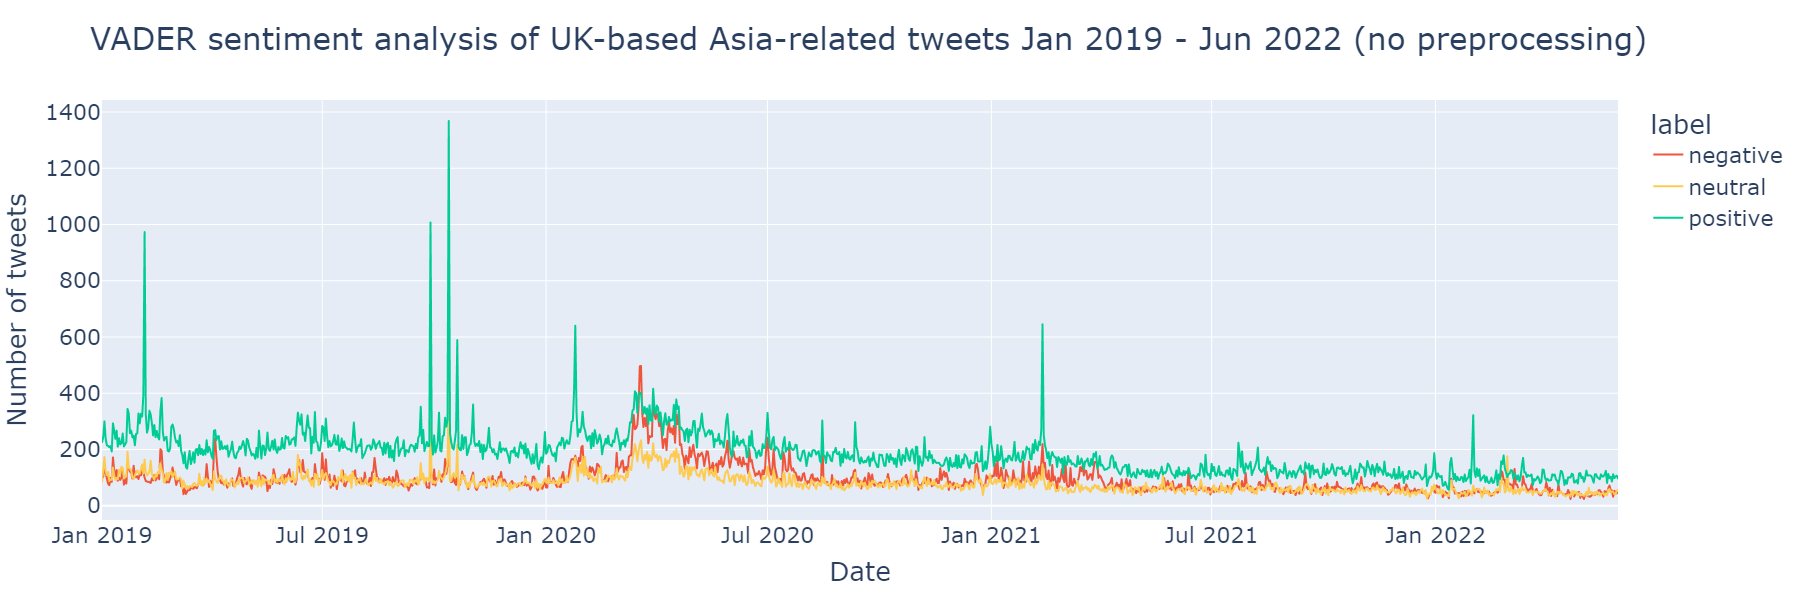 VADER sentiment analysis of UK-based Asia-related tweets Jan 2019 - Jun 2022 (no preprocessing)
Number of tweets
1400
1200
1000
800
600
400
200
0
Jan 2019 Jul 2019 Jan 2020 Jul 2020 Jan 2021 Jul 2021 Jan 2022
Date
label
negative
neutral
positive